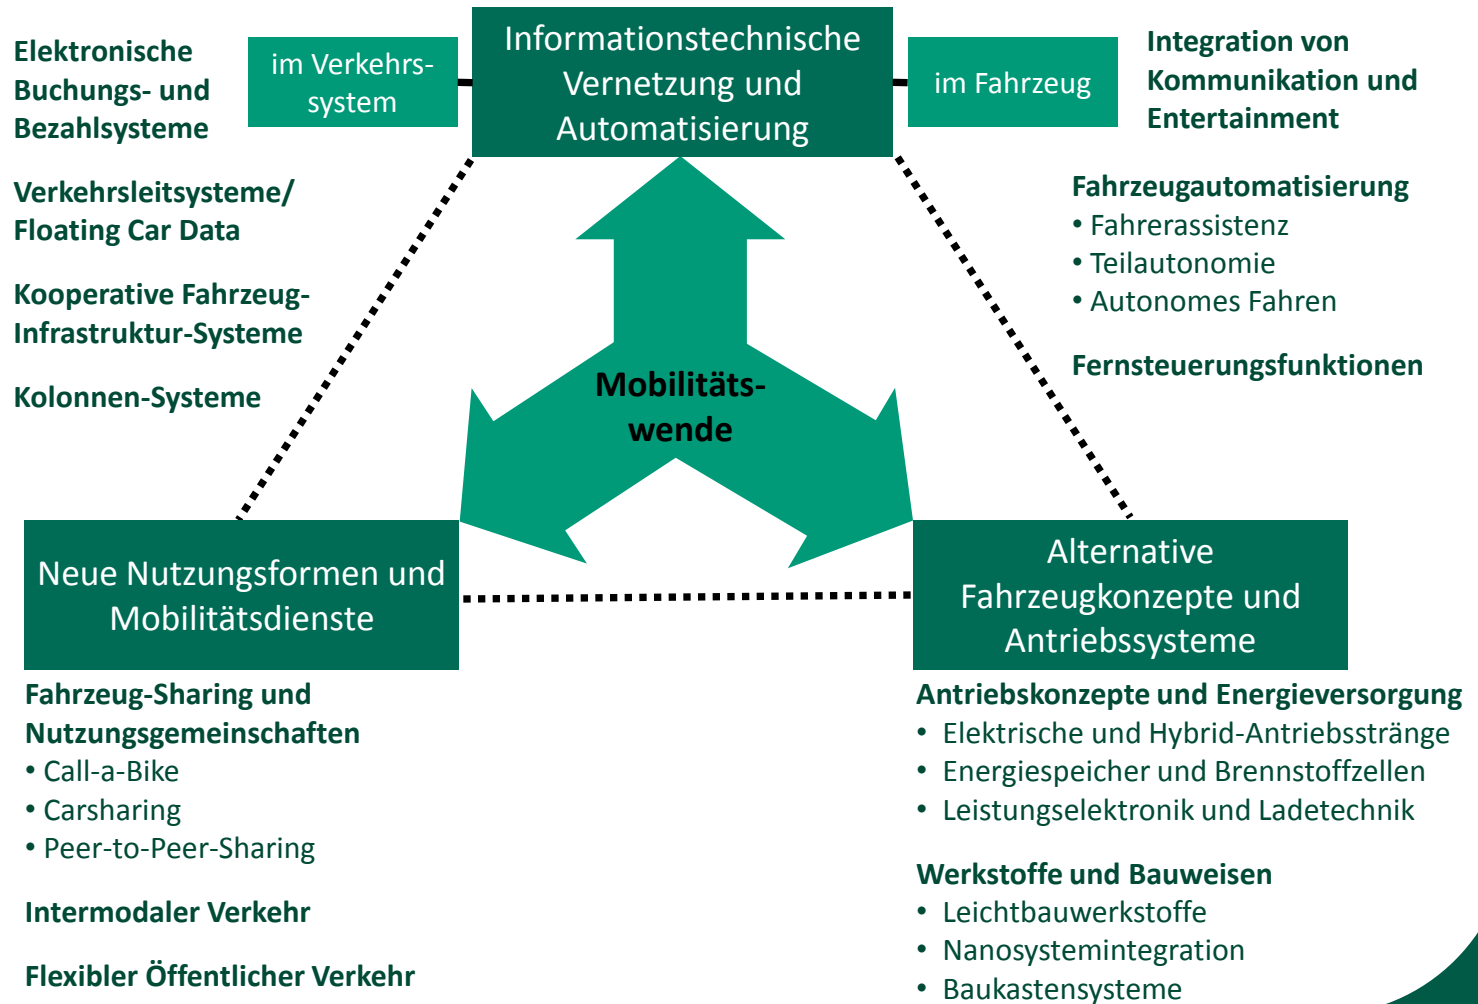 Informationstechnische
Vernetzung und
Automatisierung
im Verkehrs-
system
im Fahrzeug
Elektronische
Buchungs- und
Bezahlsysteme
Verkehrsleitsysteme/
Floating Car Data
Kooperative Fahrzeug-
Infrastruktur-Systeme
Kolonnen-Systeme
Integration von
Kommunikation und
Entertainment
Fahrzeugautomatisierung
• Fahrerassistenz
• Teilautonomie
• Autonomes Fahren
Fernsteuerungsfunktionen
Mobilitäts-
wende
Neue Nutzungsformen und
Mobilitätsdienste
Fahrzeug-Sharing und
Nutzungsgemeinschaften
• Call-a-Bike
• Carsharing
• Peer-to-Peer-Sharing
Intermodaler Verkehr
Flexibler Öffentlicher Verkehr
Alternative
Fahrzeugkonzepte und
Antriebssysteme
Antriebskonzepte und Energieversorgung
• Elektrische und Hybrid-Antriebsstränge
• Energiespeicher und Brennstoffzellen
• Leistungselektronik und Ladetechnik
Werkstoffe und Bauweisen
• Leichtbauwerkstoffe
• Nanosystemintegration
• Baukastensysteme